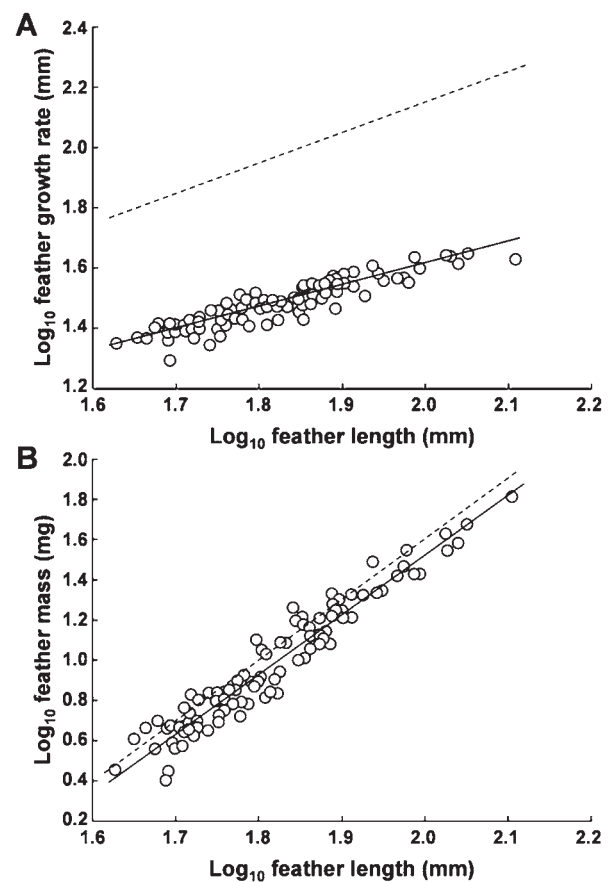 A
Log10 feather growth rate (mm)
2.4
2.2
2.0
1.8
1.6
1.4
1.2
1.6 1.7 1.8 1.9 2.0 2.1 2.2
Log10 feather length (mm)
B
Log10 feather mass (mg)
2.0
1.8
1.6
1.4
1.2
1.0
0.8
0.6
0.4
0.2
1.6 1.7 1.8 1.9 2.0 2.1 2.2
Log10 feather length (mm)